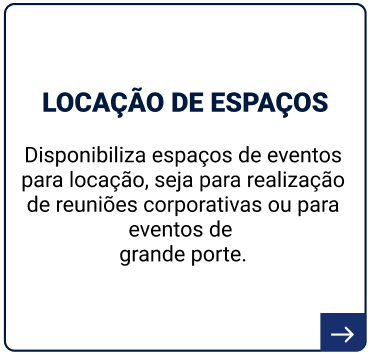 LOCAÇÃO DE ESPAÇOS
Disponibiliza espaços de eventos
para locação, seja para realização
de reuniões corporativas ou para
eventos de
grande porte.